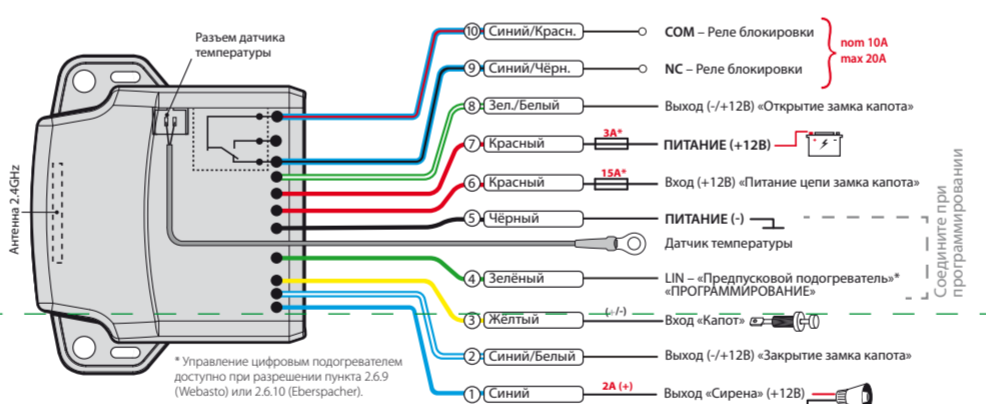 Разъем датчика
температуры
Антенна 2.4GHz
10 Синий/Красн. COM – Реле блокировки
nom 10A
max 20A
9 Синий/Чёрн. NC – Реле блокировки
8 Зел./Белый Выход (-/+12В) «Открытие замка капота»
7 Красный 3A* ПИТАНИЕ (+12В)
6 Красный 15A* Вход (+12В) «Питание цепи замка капота»
5 Чёрный ПИТАНИЕ (-)
Датчик температуры
4 Зелёный LIN – «Предпусковой подогреватель»*
«ПРОГРАММИРОВАНИЕ»
Соедините при
программировании
3 Жёлтый (+/-) Вход «Капот»
2 Синий/Белый Выход (-/+12В) «Закрытие замка капота»
1 Синий 2A (+) Выход «Сирена» (+12В)
* Управление цифровым подогревателем
доступно при разрешении пункта 2.6.9
(Webasto) или 2.6.10 (Eberspacher).